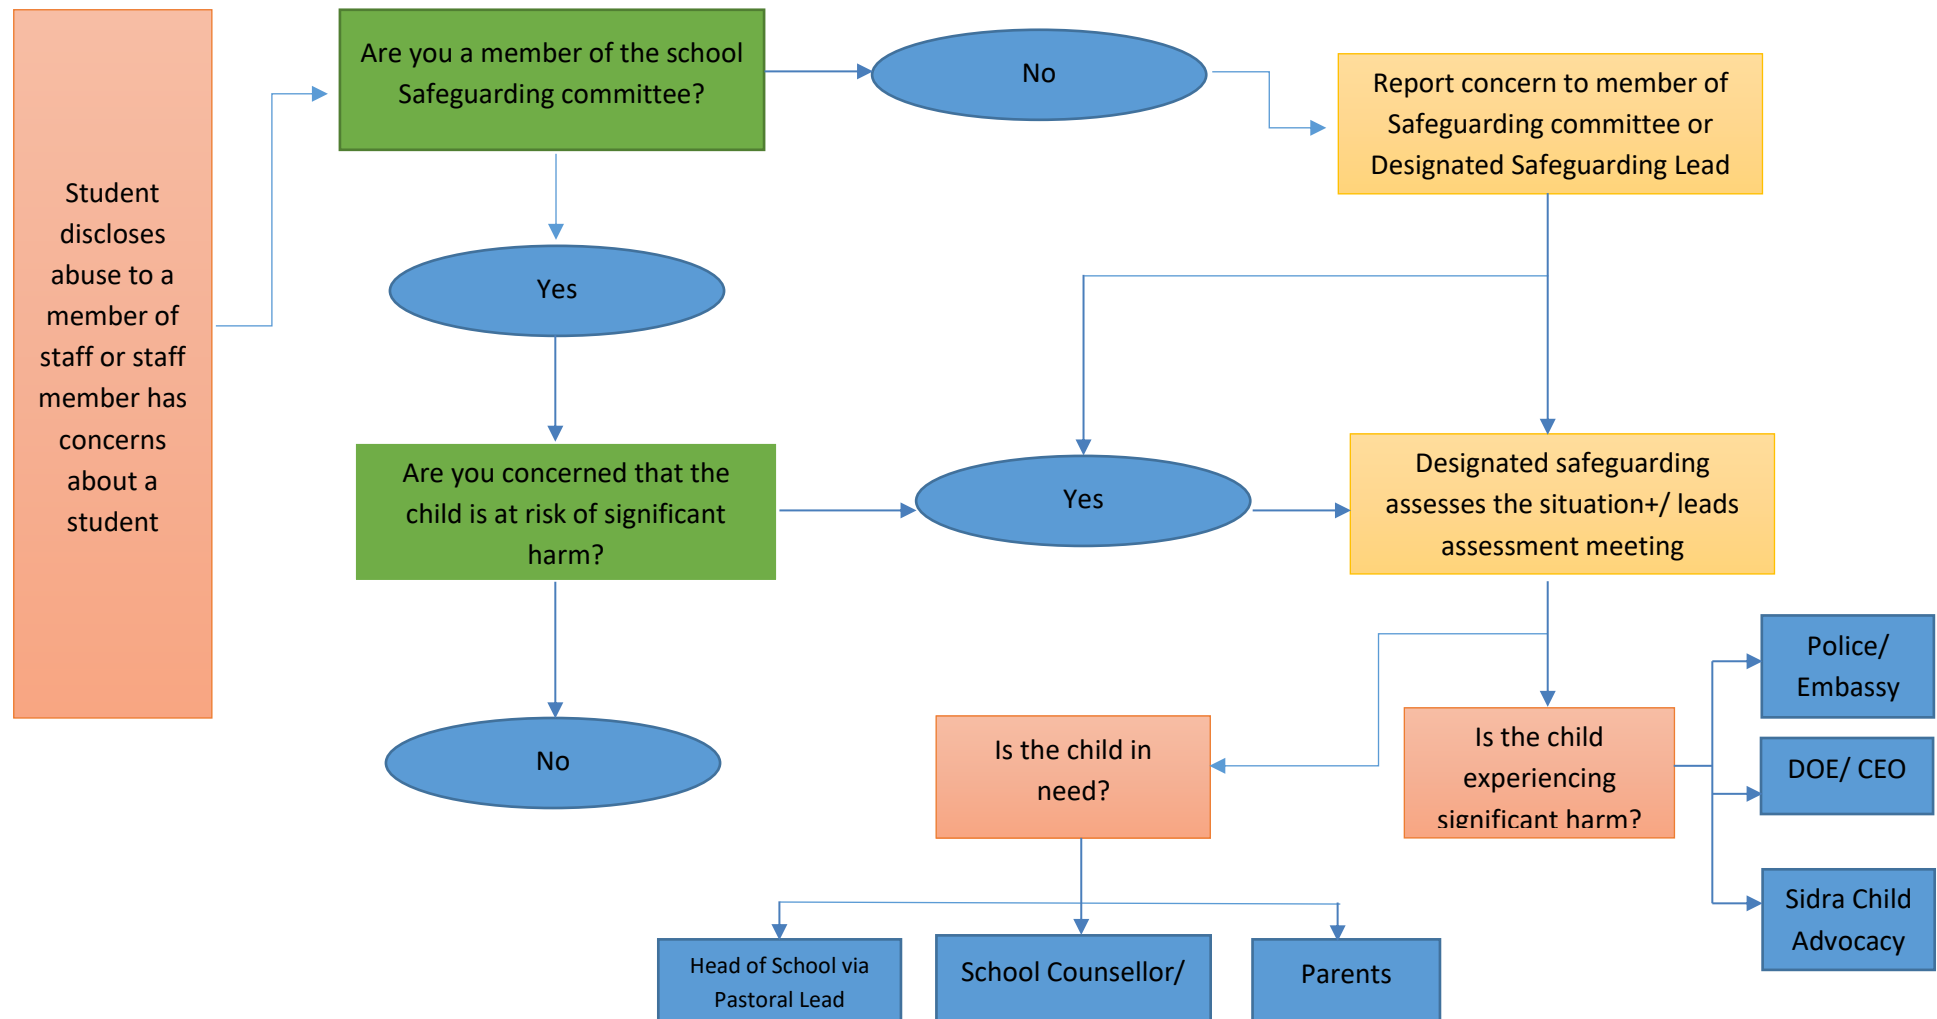 Student
discloses
abuse to a
member of
staff or staff
member has
concerns
about a
student
Are you a member of the school
Safeguarding committee?
No
Report concern to member of
Safeguarding committee or
Designated Safeguarding Lead
Yes
Are you concerned that the
child is at risk of significant
harm?
Yes
Designated safeguarding
assesses the situation+/ leads
assessment meeting
No
Is the child in
need?
Is the child
experiencing
significant harm?
Police/
Embassy
DOE/ CEO
Sidra Child
Advocacy
Head of School via
Pastoral Lead
School Counsellor/
Parents